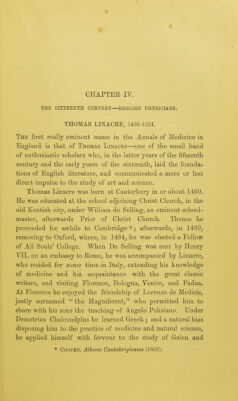 CHAPTER IV.
THE SIXTEENTH CENTURY—ENGLISH PHYSICIANS.
THOMAS LINACRE, 1460-1524.
The first really eminent name in the Annals of Medicine in
England is that of Thomas Linacre—one of the small band
of enthusiastic scholars who, in the latter years of the fifteenth
century and the early years of the sixteenth, laid the founda-
tions of English literature, and communicated a more or less
direct impulse to the study of art and science.
Thomas Linacre was born at Canterbury in or about 1460.
He was educated at the school adjoining Christ Church, in the
old Kentish city, under William de Selling, an eminent school-
master, afterwards Prior of Christ Church. Thence he
proceeded for awhile to Cambridge *; afterwards, in 1480,
removing to Oxford, where, in 1484, he was elected a Fellow
of All Souls' College. When De Selling was sent by Henry
VII. on an embassy to Rome, he was accompanied by Linacre,
who resided for some time in Italy, extending his knowledge
of medicine and his acquaintance with the great classic
writers, and visiting Florence, Bologna, Venice, and Padua.
At Florence he enjoyed the friendship of Lorenzo de Medicis,
justly surnamed "the Magnificent," who permitted him to
share with his sons the teaching of Angelo Poliziano. Under
Demetrius Chalcondylas he learned Greek; and a natural bias
disposing him to the practice of medicine and natural science,
he applied himself with fervour to the study of Galen and
* Cooper, Athenæ Cantabrigienses (1858).